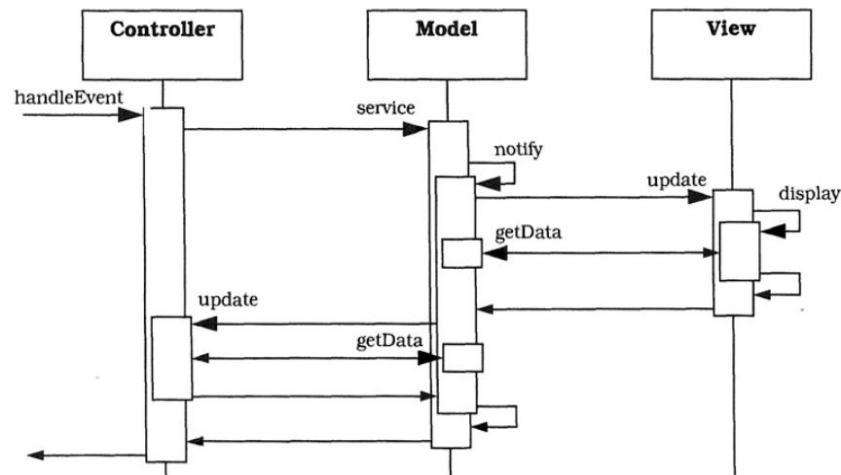 Controller
Model
View
handleEvent
service
notify
update
display
getData
update
getData